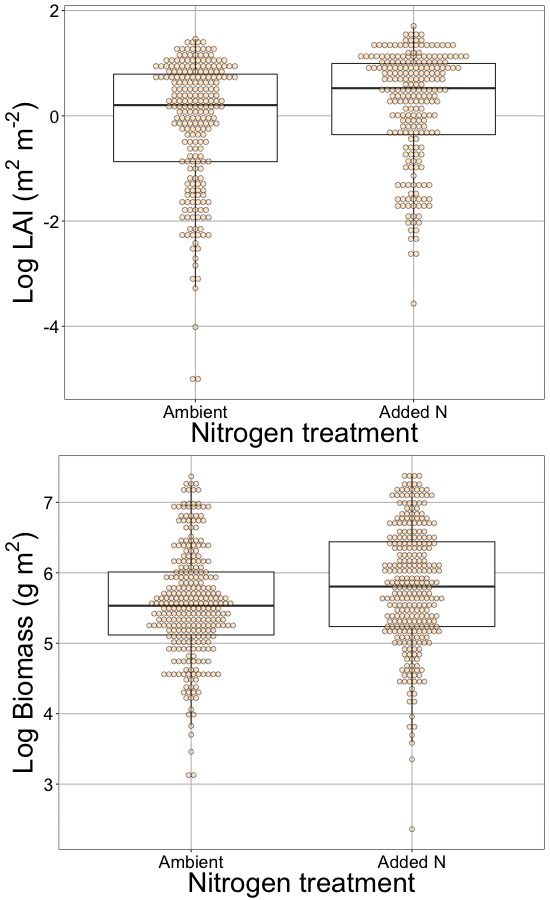 Log LAI (m² m⁻²)
2
0
-2
-4
Ambient Added N
Nitrogen treatment
Log Biomass (g m²)
7
6
5
4
3
Ambient Added N
Nitrogen treatment